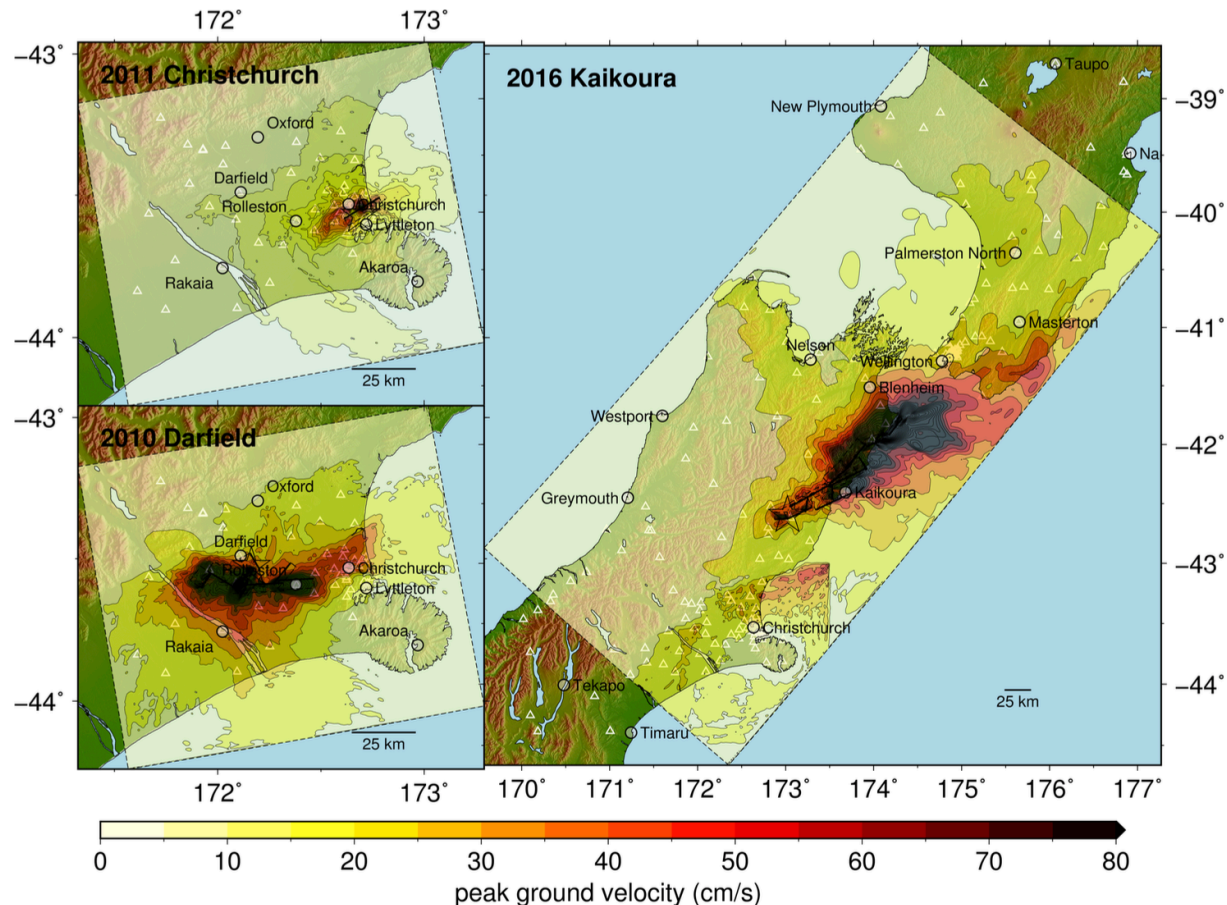 172° 173°
−43°
2011 Christchurch
Oxford
Darfield
Rolleston
Christchurch
Lyttleton
Akaroa
Rakaia
−44°
25 km
−43°
2010 Darfield
Oxford
Darfield
Rolleston
Christchurch
Lyttleton
Akaroa
Rakaia
−44°
25 km
172° 173°
2016 Kaikoura
Taupo
New Plymouth
−39°
Na
−40°
Palmerston North
Masterton
−41°
Nelson
Wellington
Blenheim
Westport
−42°
Kaikoura
Greymouth
−43°
Christchurch
Tekapo
−44°
25 km
Timaru
170° 171° 172° 173° 174° 175° 176° 177°
0 10 20 30 40 50 60 70 80
peak ground velocity (cm/s)